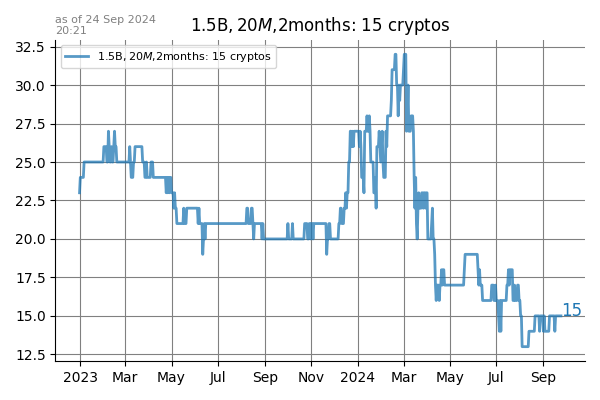 as of 24 Sep 2024
20:21
1.5B, 20M,2months: 15 cryptos
1.5B, 20M,2months: 15 cryptos
32.5
30.0
27.5
25.0
22.5
20.0
17.5
15.0
12.5
15
2023 Mar May Jul Sep Nov 2024 Mar May Jul Sep